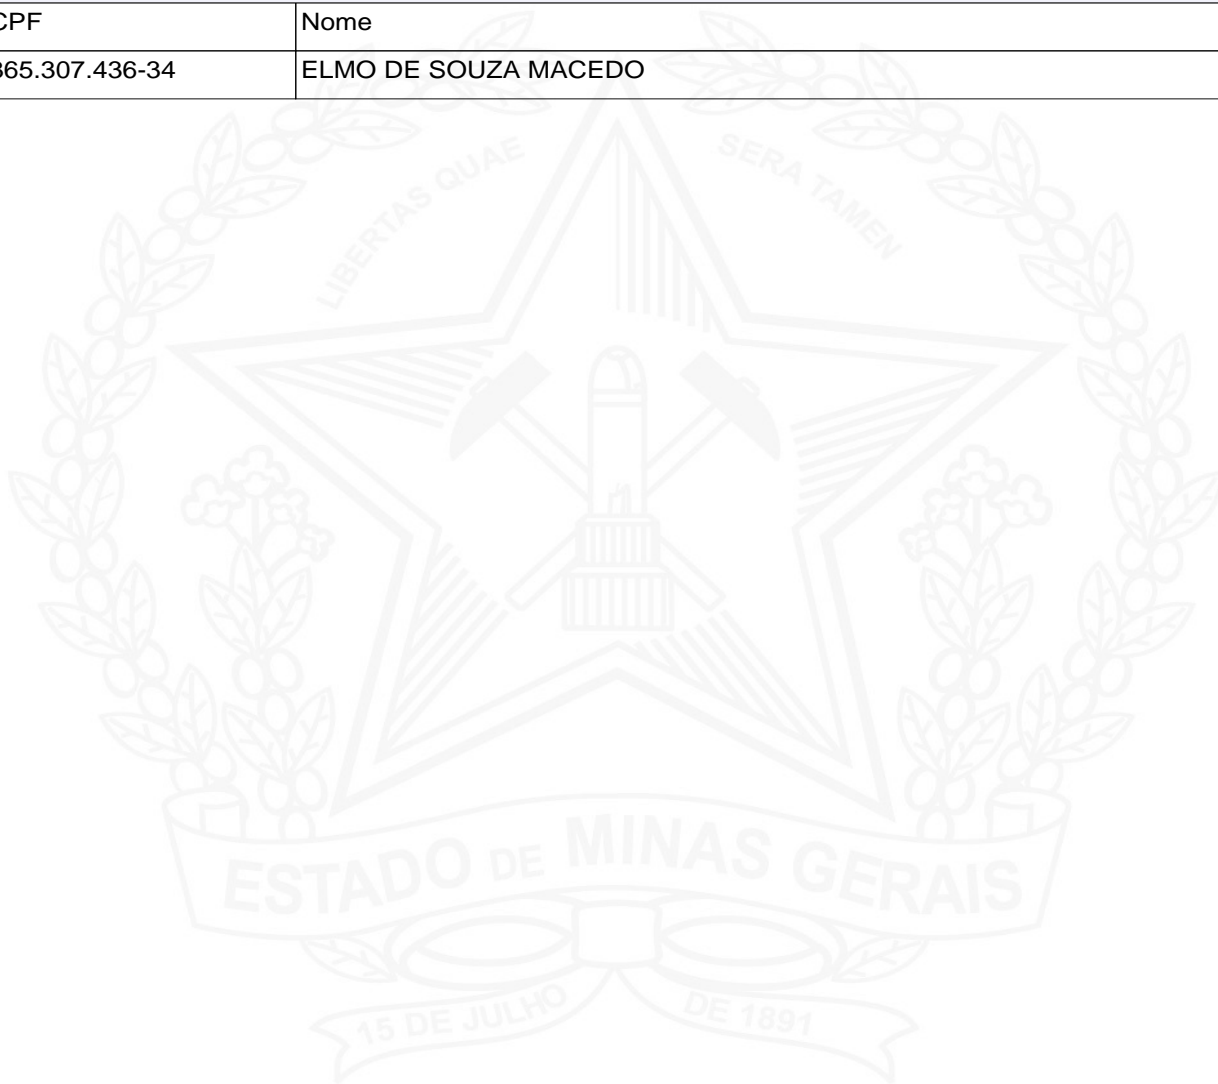 CPF Nome
865.307.436-34 ELMO DE SOUZA MACEDO
LIBERTAS QUAE SERA TAMEN
ESTADO DE MINAS GERAIS
15 DE JULHO DE 1891